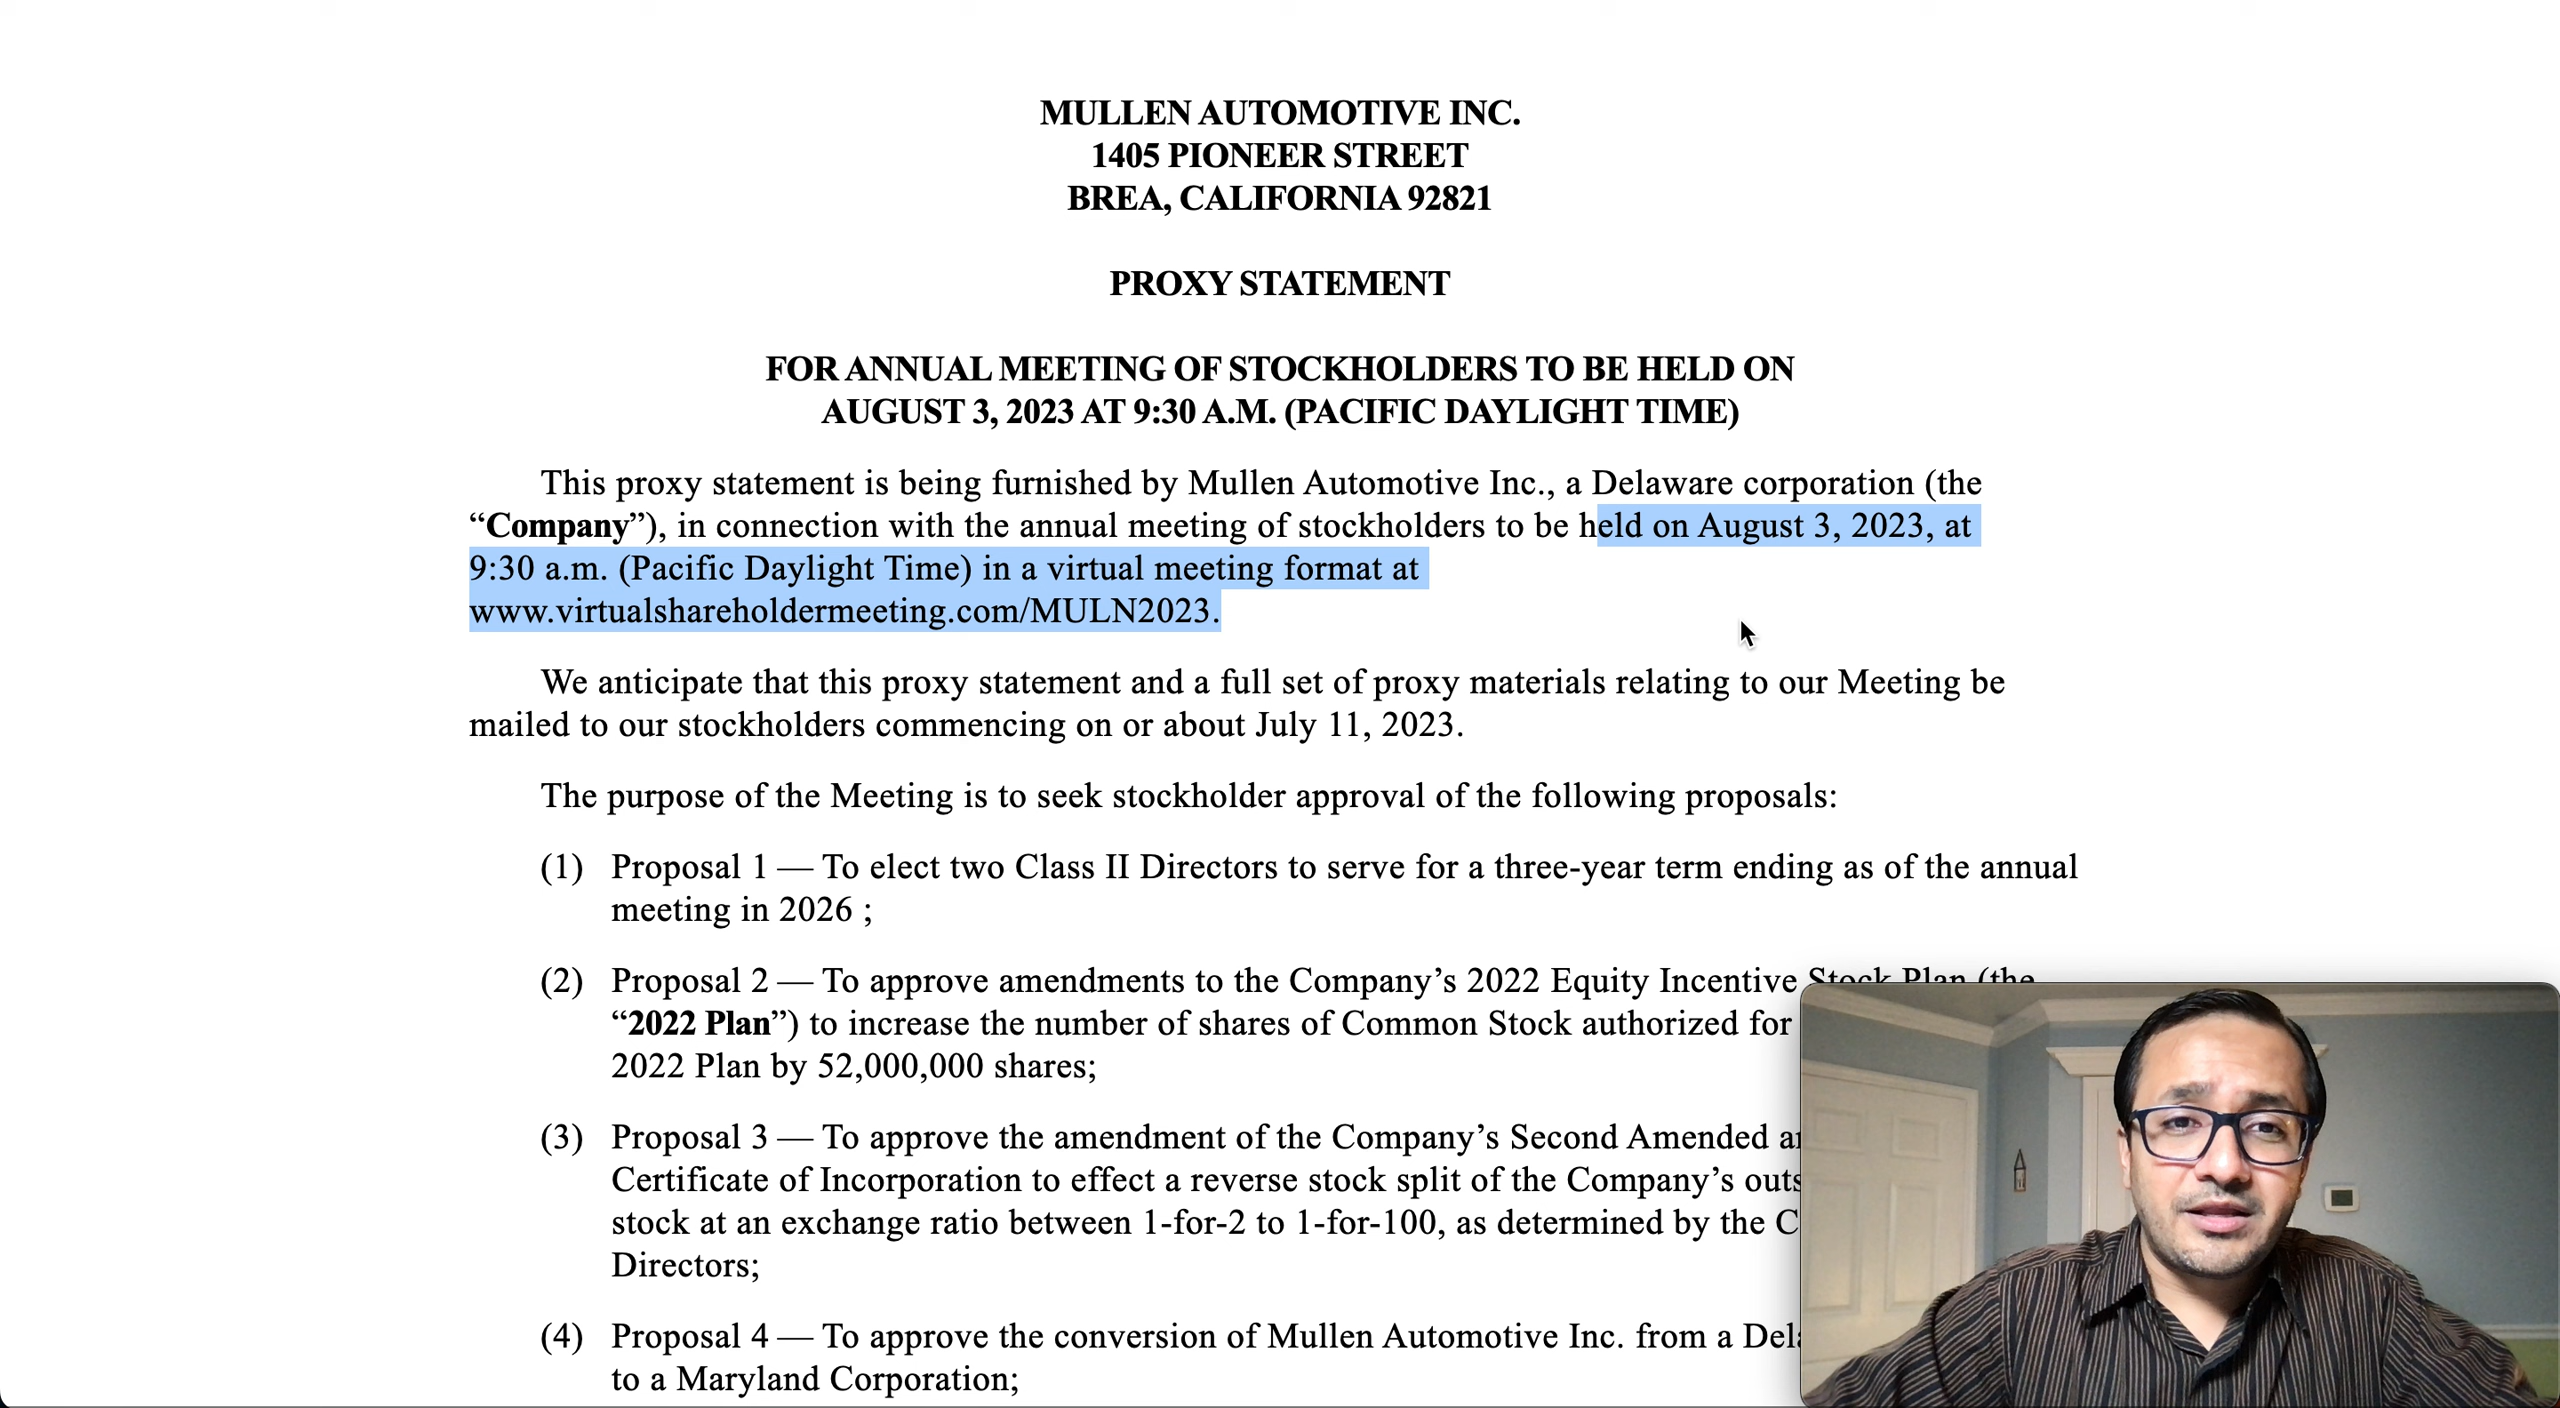 MULLEN AUTOMOTIVE INC.
1405 PIONEER STREET
BREA, CALIFORNIA 92821
PROXY STATEMENT
FOR ANNUAL MEETING OF STOCKHOLDERS TO BE HELD ON
AUGUST 3, 2023 AT 9:30 A.M. (PACIFIC DAYLIGHT TIME)
This proxy statement is being furnished by Mullen Automotive Inc., a Delaware corporation (the
“Company”), in connection with the annual meeting of stockholders to be held on August 3, 2023, at
9:30 a.m. (Pacific Daylight Time) in a virtual meeting format at
www.virtualshareholdermeeting.com/MULN2023.
We anticipate that this proxy statement and a full set of proxy materials relating to our Meeting be
mailed to our stockholders commencing on or about July 11, 2023.
The purpose of the Meeting is to seek stockholder approval of the following proposals:
(1) Proposal 1 — To elect two Class II Directors to serve for a three-year term ending as of the annual
meeting in 2026 ;
(2) Proposal 2 — To approve amendments to the Company’s 2022 Equity Incentive Stock Plan (the
“2022 Plan”) to increase the number of shares of Common Stock authorized for
2022 Plan by 52,000,000 shares;
(3) Proposal 3 — To approve the amendment of the Company’s Second Amended
Certificate of Incorporation to effect a reverse stock split of the Company’s
stock at an exchange ratio between 1-for-2 to 1-for-100, as determined by the
Directors;
(4) Proposal 4 — To approve the conversion of Mullen Automotive Inc. from a
to a Maryland Corporation;